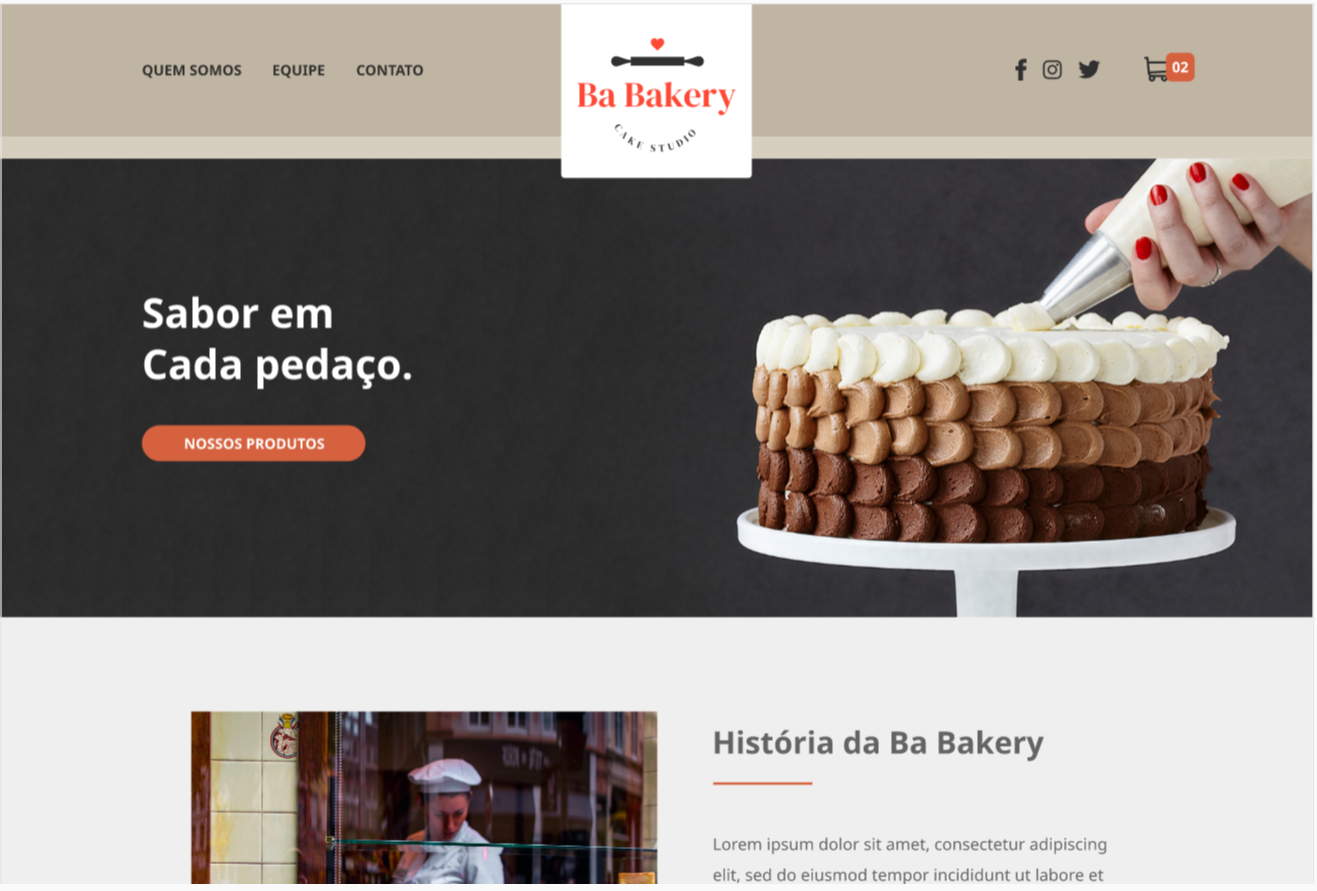 QUEM SOMOS EQUIPE CONTATO
Ba Bakery
CAKE STUDIO
02
Sabor em
Cada pedaço.
NOSSOS PRODUTOS
História da Ba Bakery
Lorem ipsum dolor sit amet, consectetur adipiscing
elit, sed do eiusmod tempor incididunt ut labore et